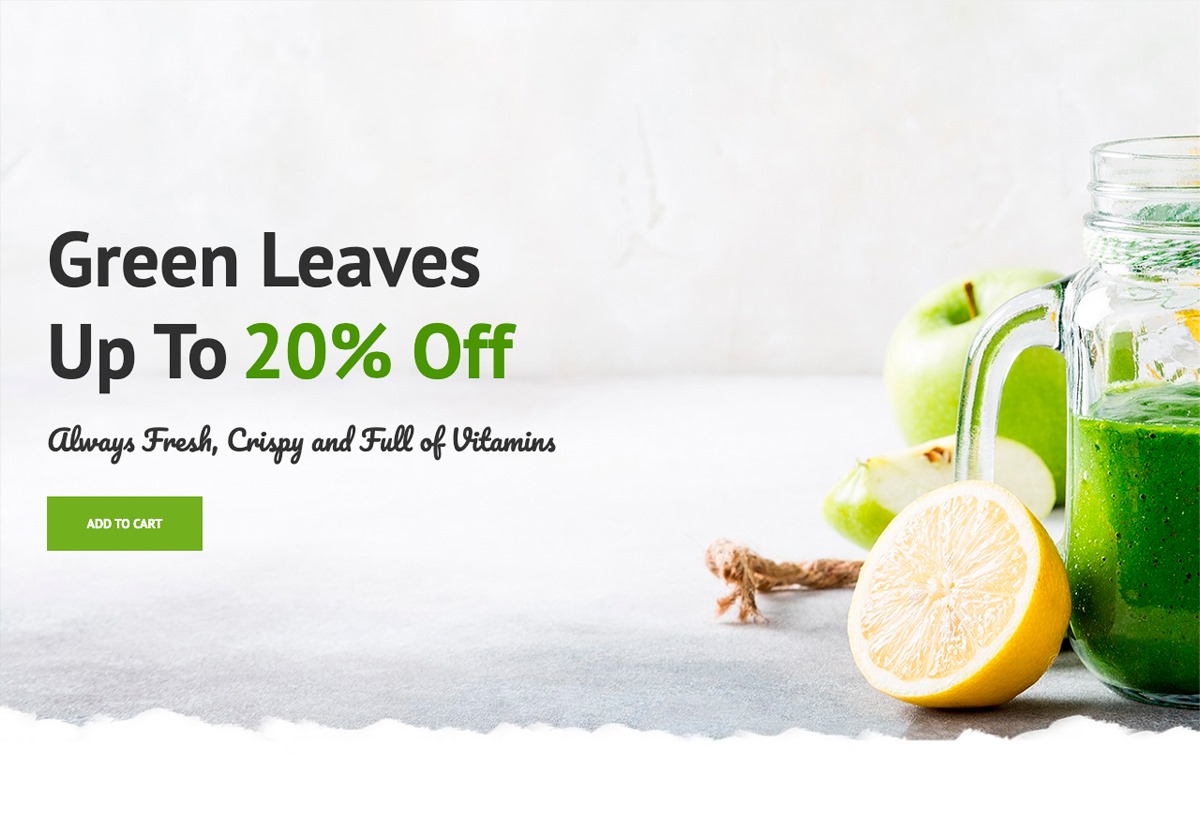 Green Leaves
Up To 20% Off
Always Fresh, Crispy and Full of Vitamins
ADD TO CART